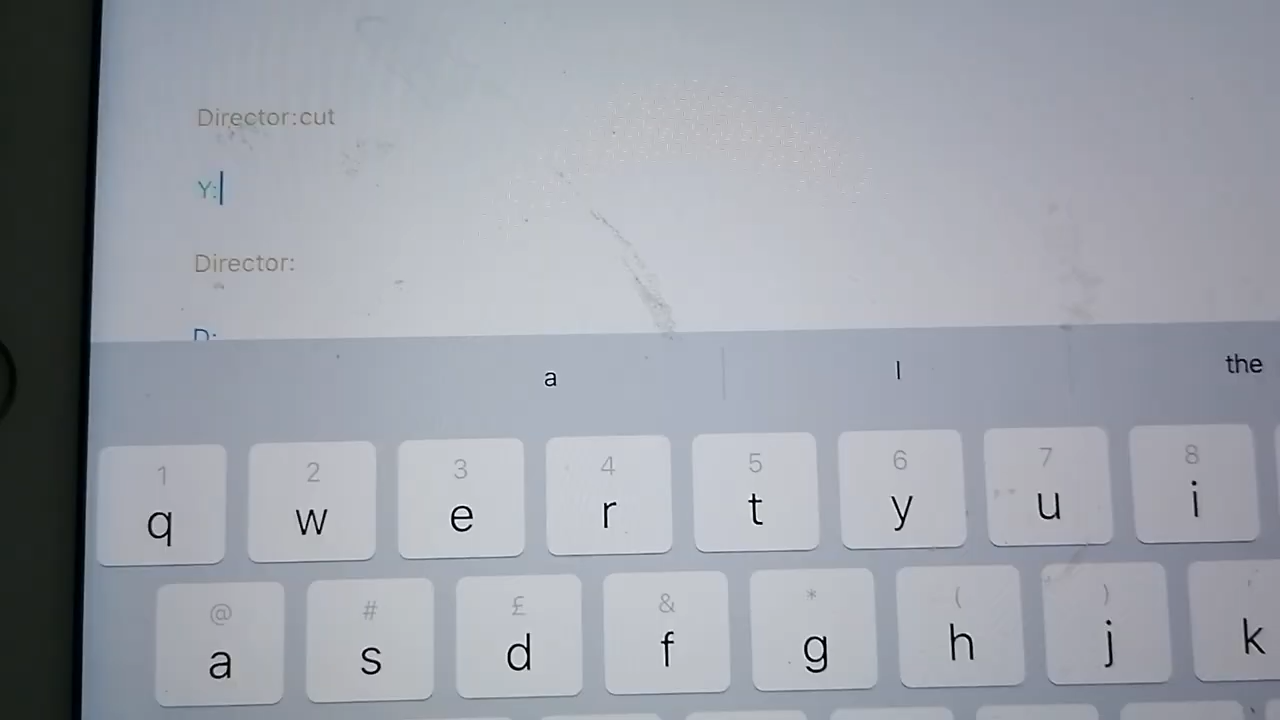 Director:cut
Y:
Director:
D:
a I the
1 2 3 4 5 6 7 8
q w e r t y u i
@ # £ & * ( )
a s d f g h j k